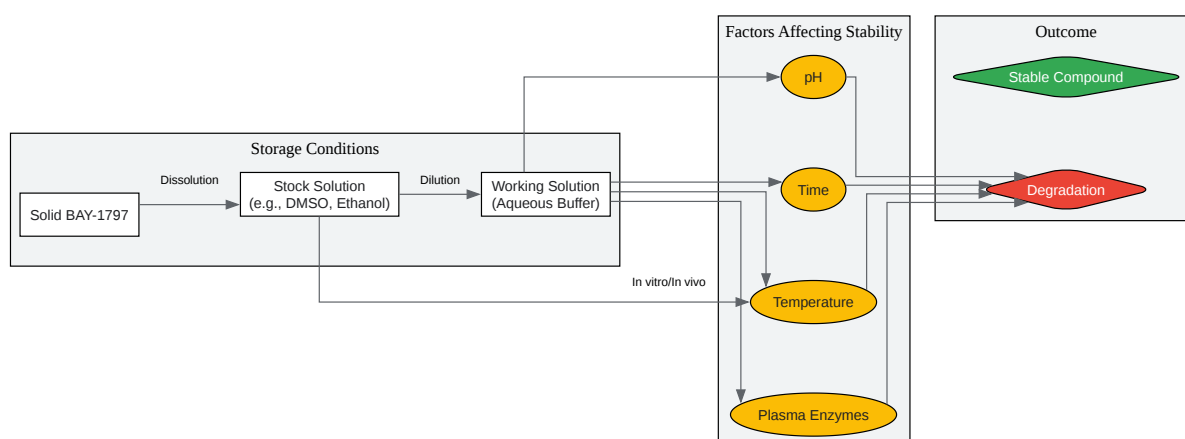 Factors Affecting Stability
Outcome
pH
Stable Compound
Storage Conditions
Dissolution
Dilution
Solid BAY-1797
Stock Solution
(e.g., DMSO, Ethanol)
Working Solution
(Aqueous Buffer)
Time
Degradation
In vitro/In vivo
Temperature
Plasma Enzymes